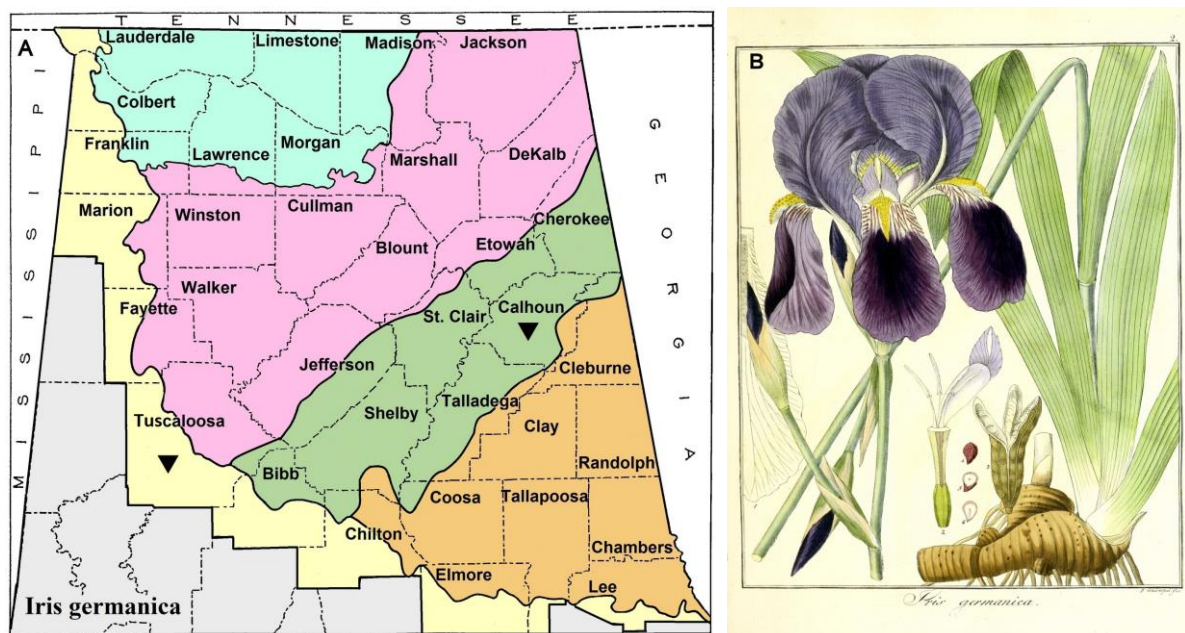 T E N N E S S E E
A
Lauderdale
Limestone
Madison
Jackson
Colbert
Franklin
Lawrence
Morgan
Marshall
DeKalb
Marion
Winston
Cullman
Cherokee
Blount
Etowah
Walker
Fayette
St. Clair
Calhoun
Jefferson
Cleburne
Tuscaloosa
Shelby
Talladega
Clay
Bibb
Randolph
Coosa
Tallapoosa
Chilton
Chambers
Elmore
Lee
MISSISSIPPI
GEORGIA
Iris germanica
B
2.
Iris germanica.